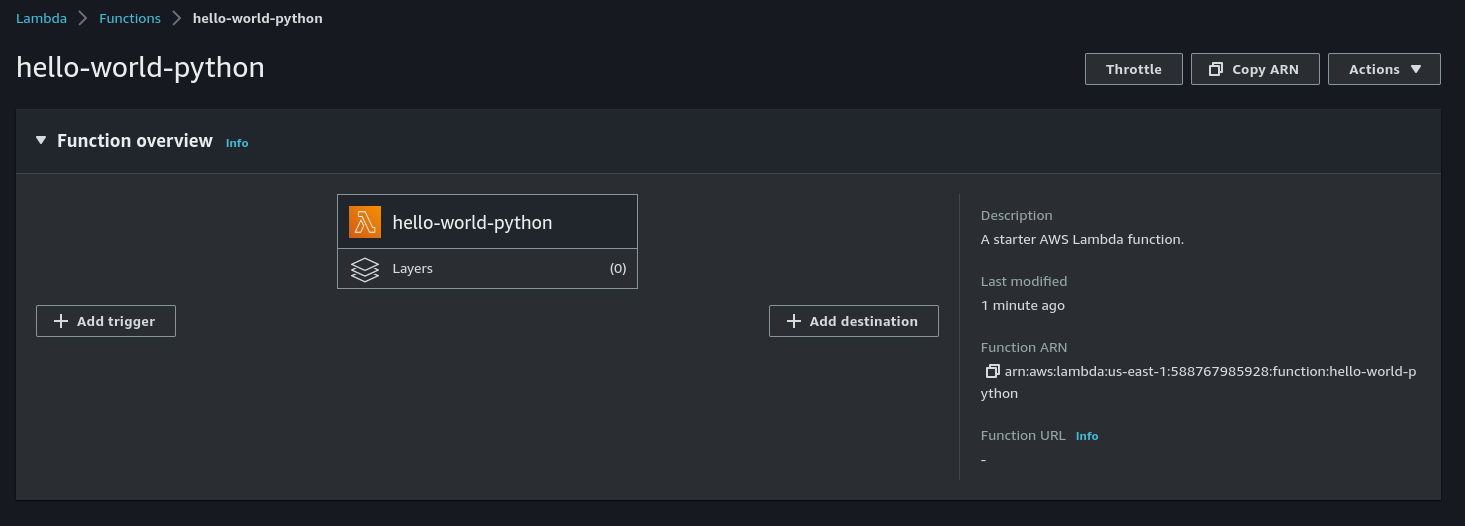 Lambda > Functions > hello-world-python
hello-world-python
Throttle
Copy ARN
Actions
Function overview Info
hello-world-python
Layers (0)
Add trigger
Add destination
Description
A starter AWS Lambda function.
Last modified
1 minute ago
Function ARN
arn:aws:lambda:us-east-1:588767985928:function:hello-world-p
ython
Function URL Info
-